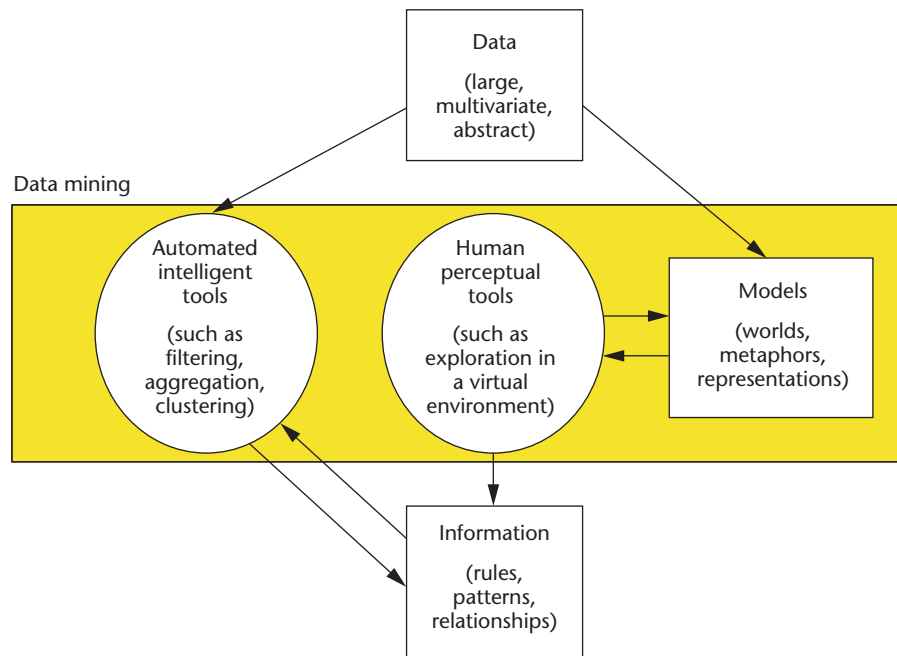 Data
(large,
multivariate,
abstract)
Data mining
Automated
intelligent
tools
(such as
filtering,
aggregation,
clustering)
Human
perceptual
tools
(such as
exploration in
a virtual
environment)
Models
(worlds,
metaphors,
representations)
Information
(rules,
patterns,
relationships)